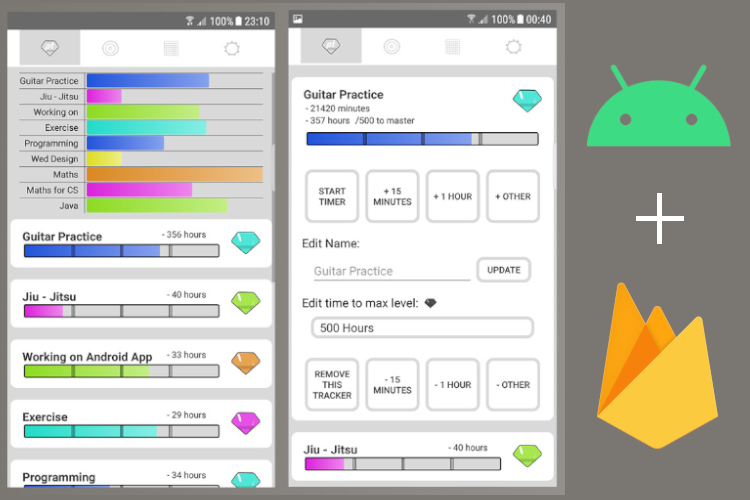 100% 23:10
Guitar Practice
Jiu - Jitsu
Working on
Exercise
Programming
Wed Design
Maths
Maths for CS
Java
Guitar Practice
- 356 hours
Jiu - Jitsu
- 40 hours
Working on Android App
- 33 hours
Exercise
- 29 hours
Programming
- 34 hours
100% 00:40
Guitar Practice
- 21420 minutes
- 357 hours /500 to master
START
TIMER
+ 15
MINUTES
+ 1 HOUR
+ OTHER
Edit Name:
Guitar Practice
UPDATE
Edit time to max level:
500 Hours
REMOVE
THIS
TRACKER
- 15
MINUTES
- 1 HOUR
- OTHER
Jiu - Jitsu
- 40 hours